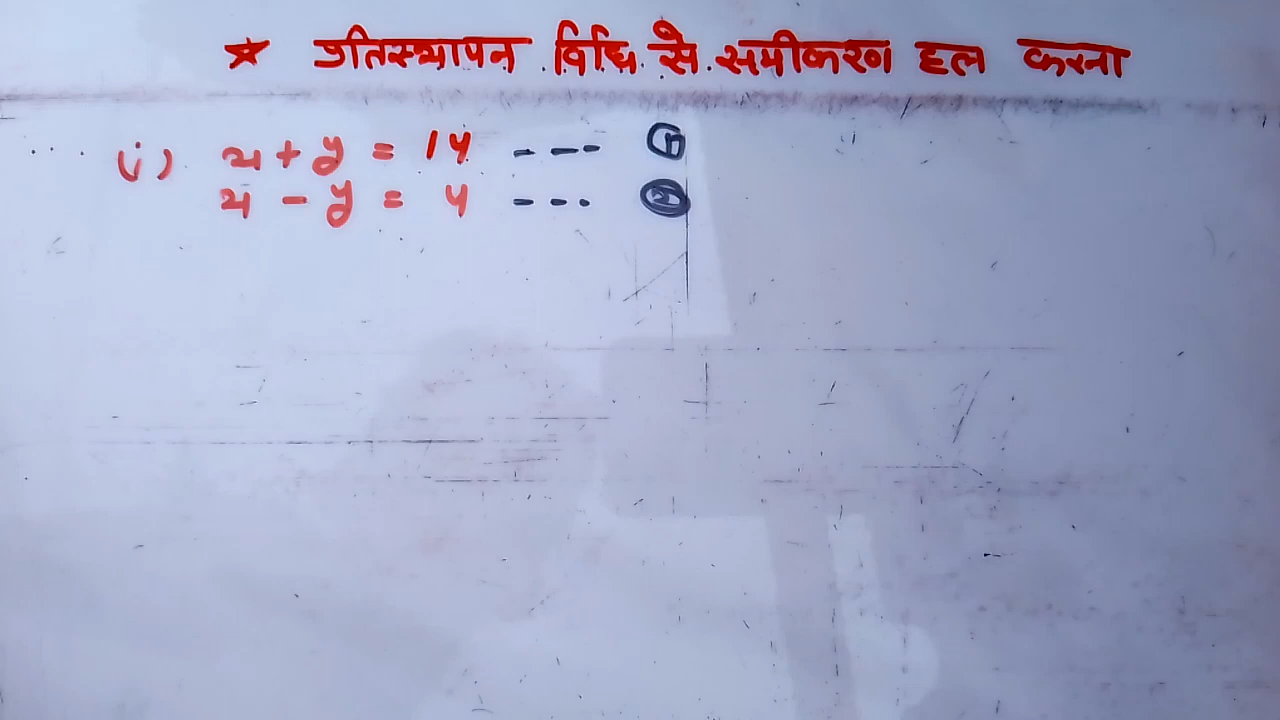 ★ प्रतिस्थापन विधि से समीकरण हल करना
(i) x + y = 14 --- ①
x - y = 4 --- ②